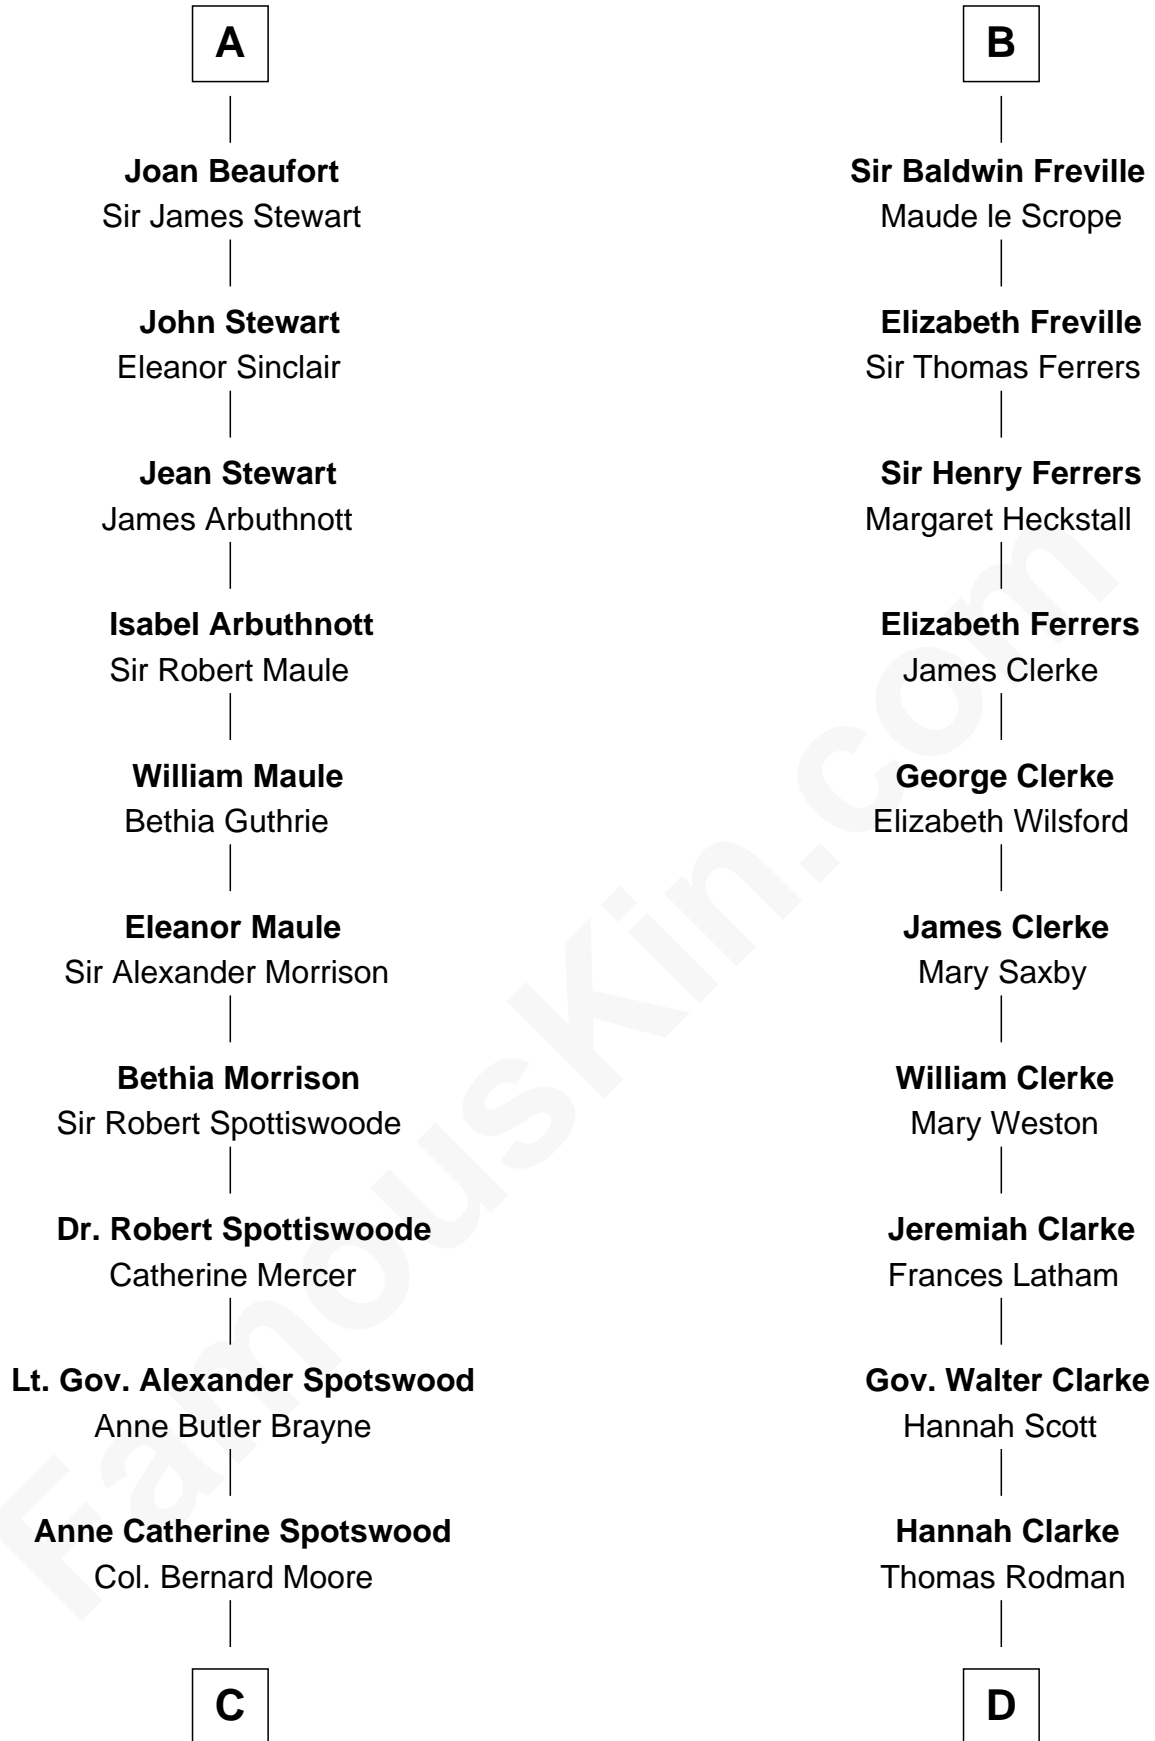 A
Joan Beaufort
Sir James Stewart
John Stewart
Eleanor Sinclair
Jean Stewart
James Arbuthnott
Isabel Arbuthnott
Sir Robert Maule
William Maule
Bethia Guthrie
Eleanor Maule
Sir Alexander Morrison
Bethia Morrison
Sir Robert Spottiswoode
Dr. Robert Spottiswoode
Catherine Mercer
Lt. Gov. Alexander Spotswood
Anne Butler Brayne
Anne Catherine Spotswood
Col. Bernard Moore
C
B
Sir Baldwin Freville
Maude le Scrope
Elizabeth Freville
Sir Thomas Ferrers
Sir Henry Ferrers
Margaret Heckstall
Elizabeth Ferrers
James Clerke
George Clerke
Elizabeth Wilsford
James Clerke
Mary Saxby
William Clerke
Mary Weston
Jeremiah Clarke
Frances Latham
Gov. Walter Clarke
Hannah Scott
Hannah Clarke
Thomas Rodman
D
FamousKin.com